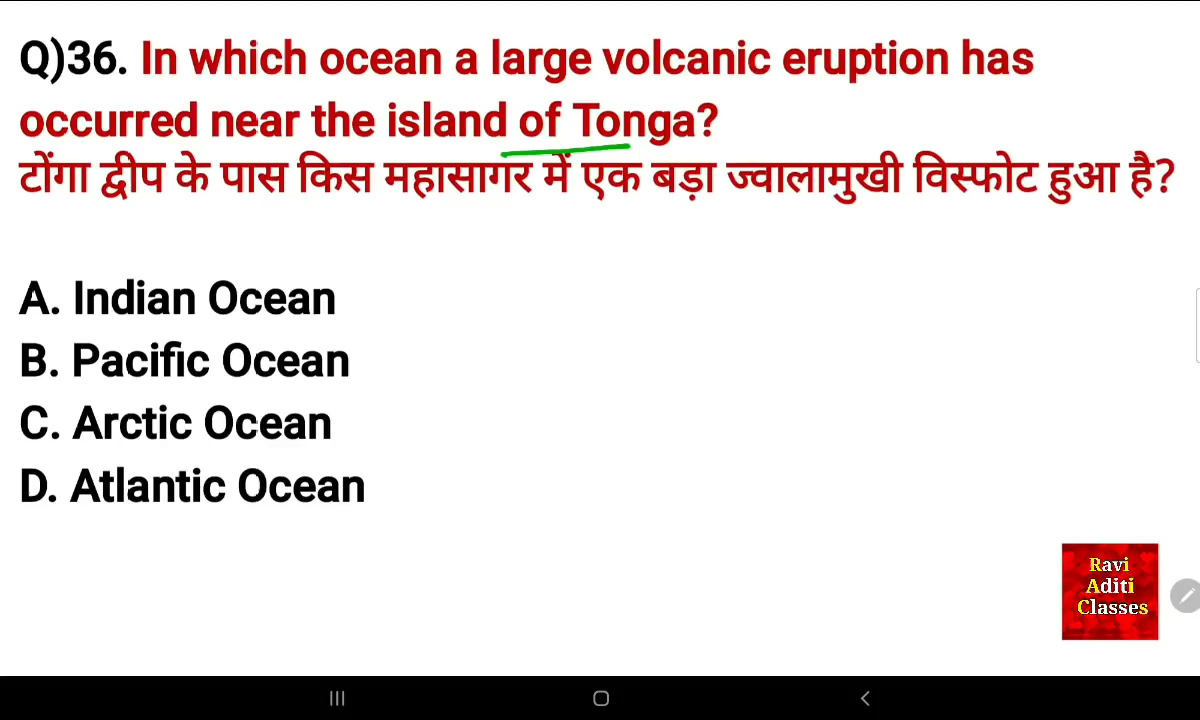 Q)36. In which ocean a large volcanic eruption has
occurred near the island of Tonga?
टोंगा द्वीप के पास किस महासागर में एक बड़ा ज्वालामुखी विस्फोट हुआ है?
A. Indian Ocean
B. Pacific Ocean
C. Arctic Ocean
D. Atlantic Ocean
Ravi
Aditi
Classes